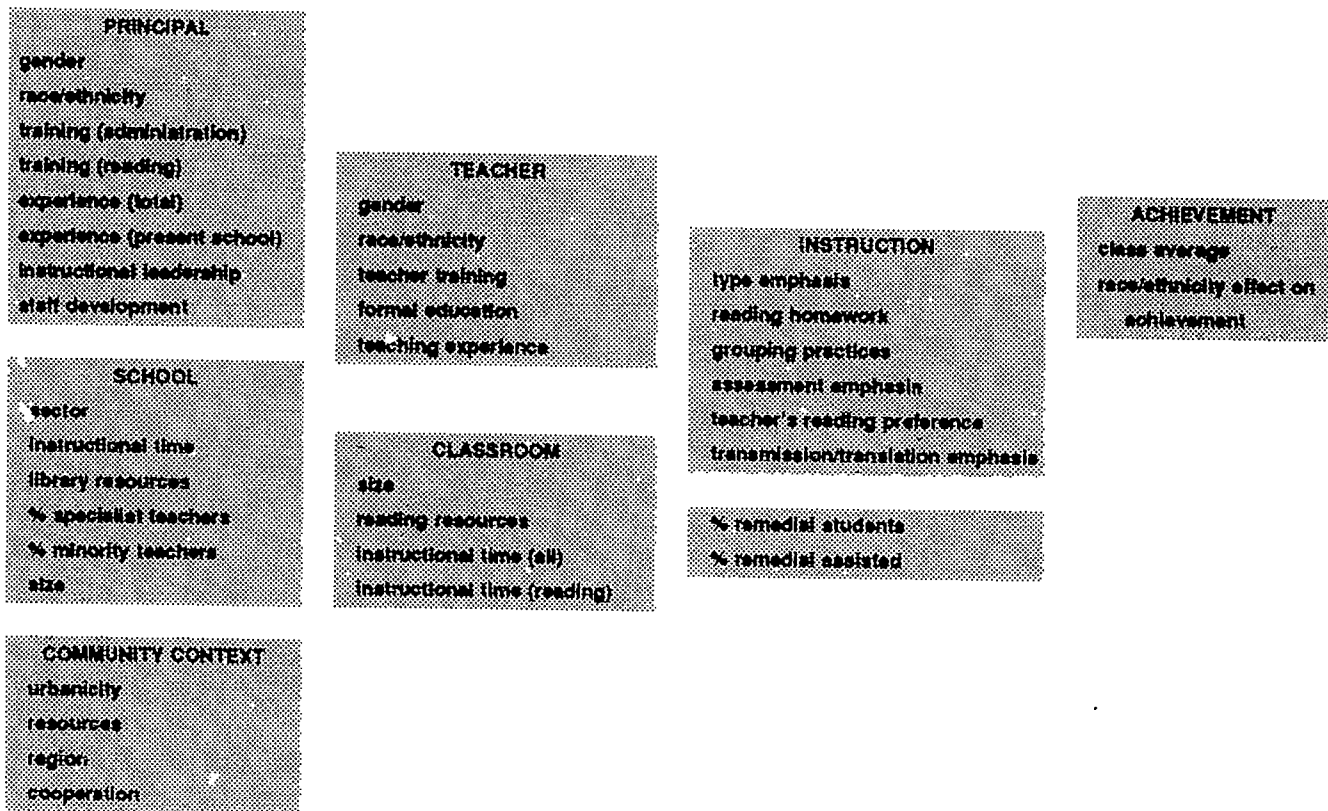 PRINCIPAL
gender
race/ethnicity
training (administration)
training (reading)
experience (total)
experience (present school)
instructional leadership
staff development
SCHOOL
sector
instructional time
library resources
% specialist teachers
% minority teachers
size
COMMUNITY CONTEXT
urbanicity
resources
region
cooperation
TEACHER
gender
race/ethnicity
teacher training
formal education
teaching experience
CLASSROOM
size
reading resources
instructional time (all)
instructional time (reading)
INSTRUCTION
type emphasis
reading homework
grouping practices
assessment emphasis
teacher's reading preference
transmission/translation emphasis
% remedial students
% remedial assisted
ACHIEVEMENT
class average
race/ethnicity effect on
achievement